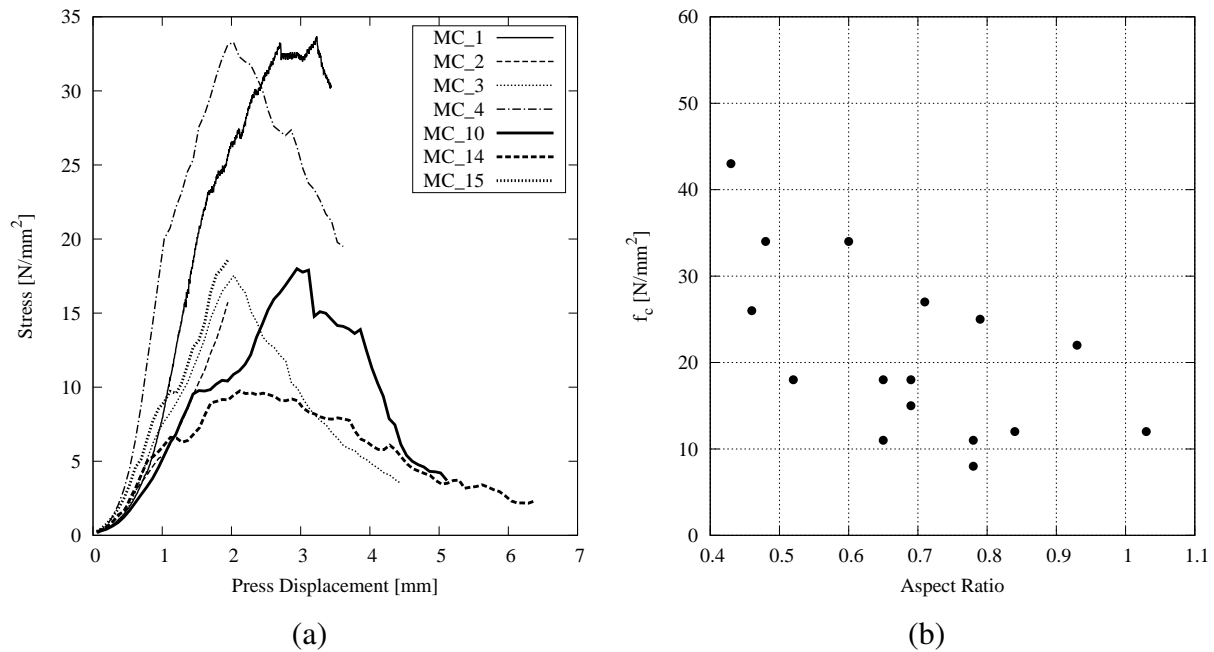 35
30
25
20
15
10
5
0
0 1 2 3 4 5 6 7
Stress [N/mm²]
Press Displacement [mm]
MC_1
MC_2
MC_3
MC_4
MC_10
MC_14
MC_15
(a)
60
50
40
30
20
10
0
0.4 0.5 0.6 0.7 0.8 0.9 1 1.1
f_c [N/mm²]
Aspect Ratio
(b)